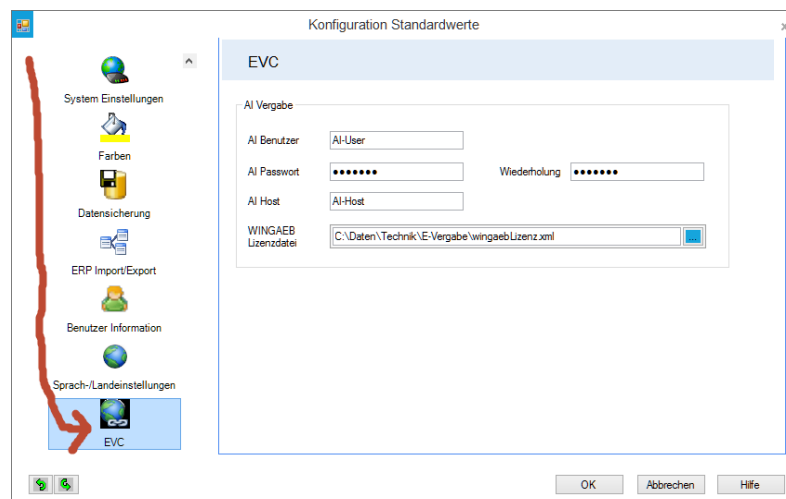 Konfiguration Standardwerte
System Einstellungen
Farben
Datensicherung
ERP Import/Export
Benutzer Information
Sprach-/Landeinstellungen
EVC
EVC
AI Vergabe
AI Benutzer AI-User
AI Passwort ●●●●●●● Wiederholung ●●●●●●●
AI Host AI-Host
WINGAEB
Lizenzdatei C:\Daten\Technik\E-Vergabe\wingaebLizenz.xml ...
OK Abbrechen Hilfe